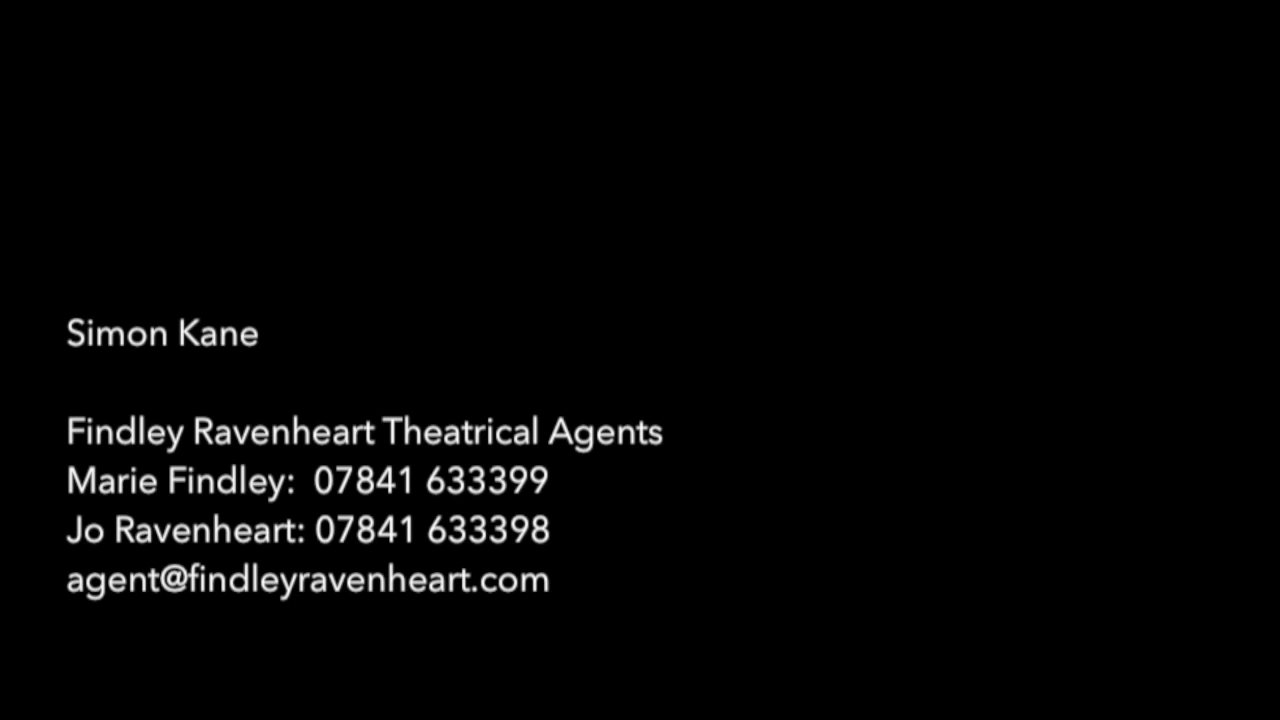 Simon Kane
Findley Ravenheart Theatrical Agents
Marie Findley:  07841 633399
Jo Ravenheart: 07841 633398
agent@findleyravenheart.com